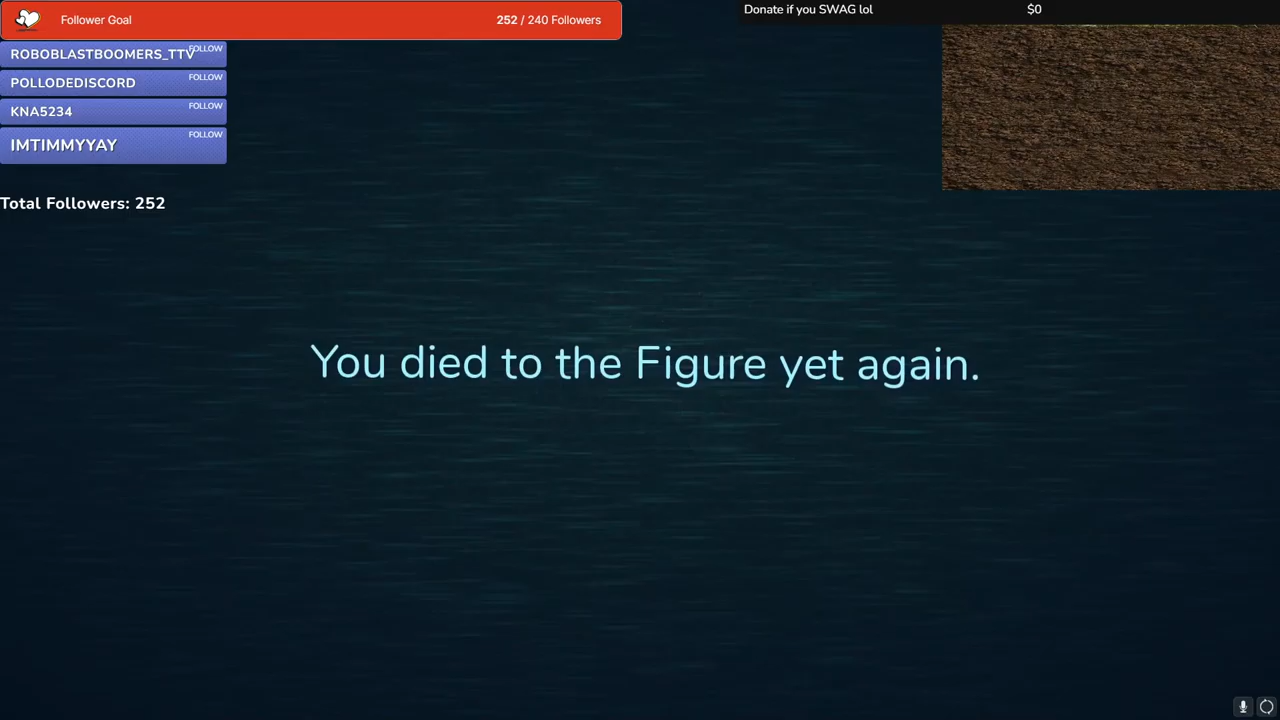 Follower Goal 252 / 240 Followers
Donate if you SWAG lol $0
ROBOBLASTBOOMERS_TTV FOLLOW
POLLODEDISCORD FOLLOW
KNA5234 FOLLOW
IMTIMMYYAY FOLLOW
Total Followers: 252
You died to the Figure yet again.